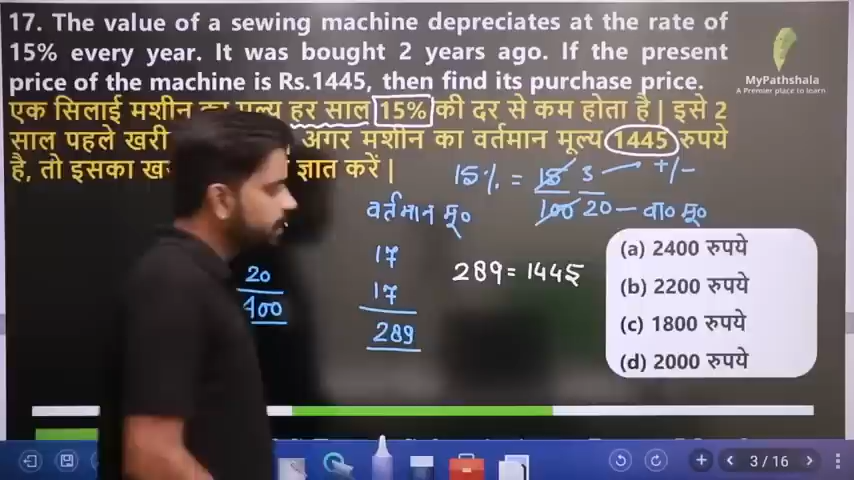 17. The value of a sewing machine depreciates at the rate of
15% every year. It was bought 2 years ago. If the present
price of the machine is Rs.1445, then find its purchase price.
एक सिलाई मशीन का मूल्य हर साल 15% की दर से कम होता है | इसे 2
साल पहले खरी अगर मशीन का वर्तमान मूल्य 1445 रुपये
है, तो इसका ख ज्ञात करें |
MyPathshala
A Premier place to learn
15% = 15 3 +/-
100 20 – वा० मू०
वर्तमान मू०
17
17
289
20
400
289 = 1445
(a) 2400 रुपये
(b) 2200 रुपये
(c) 1800 रुपये
(d) 2000 रुपये
3 / 16